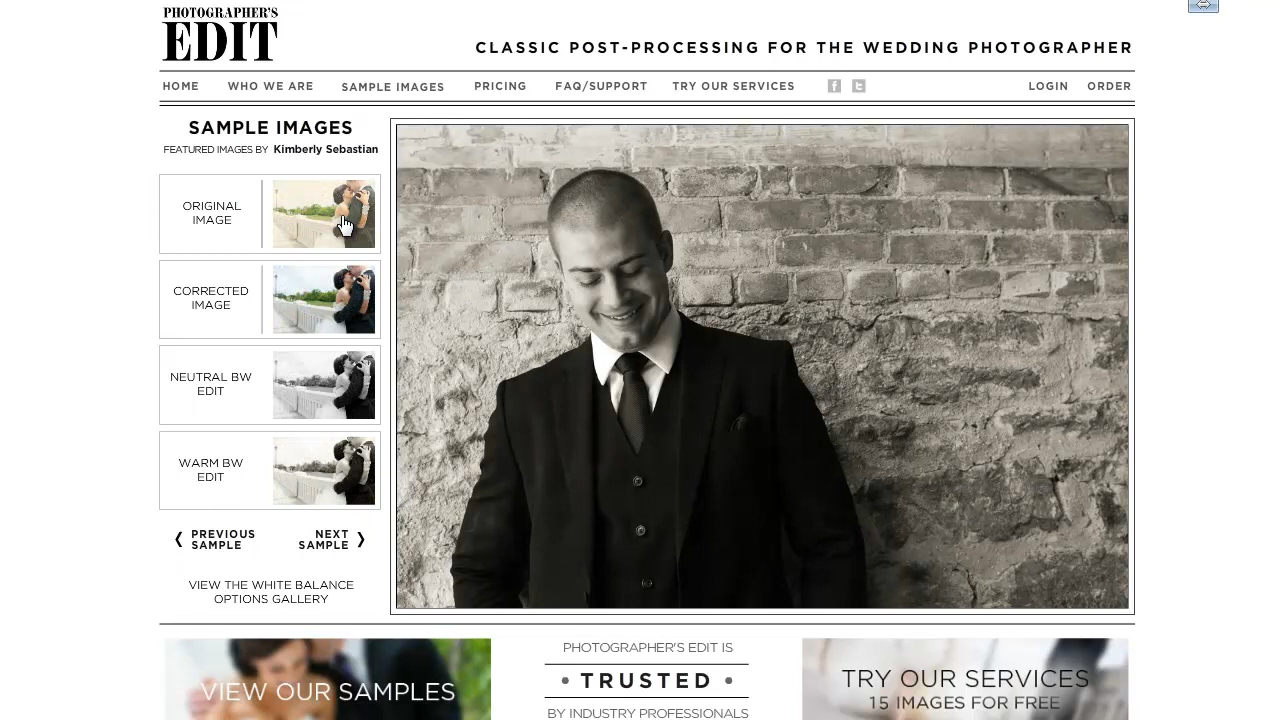 PHOTOGRAPHER'S
EDIT
CLASSIC POST-PROCESSING FOR THE WEDDING PHOTOGRAPHER
HOME WHO WE ARE SAMPLE IMAGES PRICING FAQ/SUPPORT TRY OUR SERVICES f t LOGIN ORDER
SAMPLE IMAGES
FEATURED IMAGES BY Kimberly Sebastian
ORIGINAL
IMAGE
CORRECTED
IMAGE
NEUTRAL BW
EDIT
WARM BW
EDIT
PREVIOUS
SAMPLE
NEXT
SAMPLE
VIEW THE WHITE BALANCE
OPTIONS GALLERY
VIEW OUR SAMPLES
PHOTOGRAPHER'S EDIT IS
• TRUSTED •
BY INDUSTRY PROFESSIONALS
TRY OUR SERVICES
15 IMAGES FOR FREE